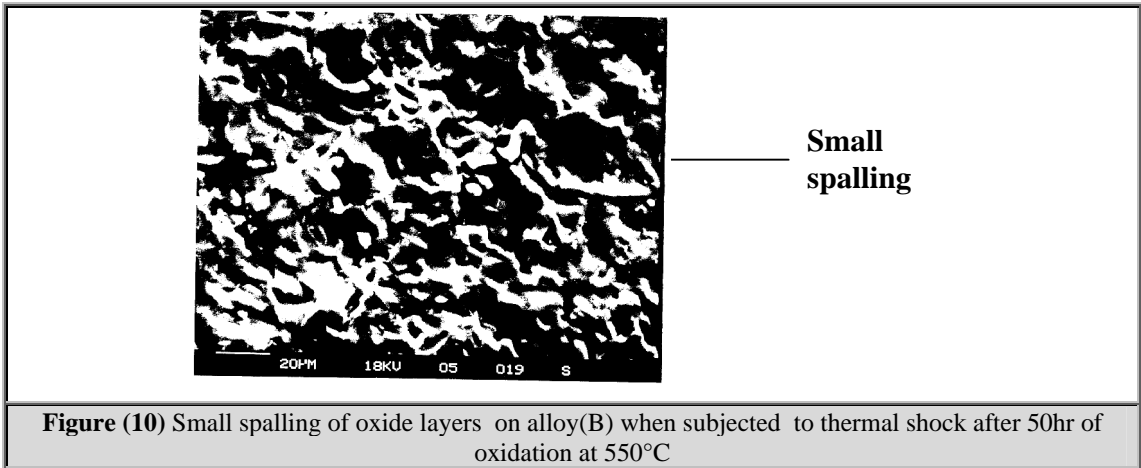 Small
spalling
20PM 18KV 05 019 S
Figure (10) Small spalling of oxide layers on alloy(B) when subjected to thermal shock after 50hr of
oxidation at 550°C